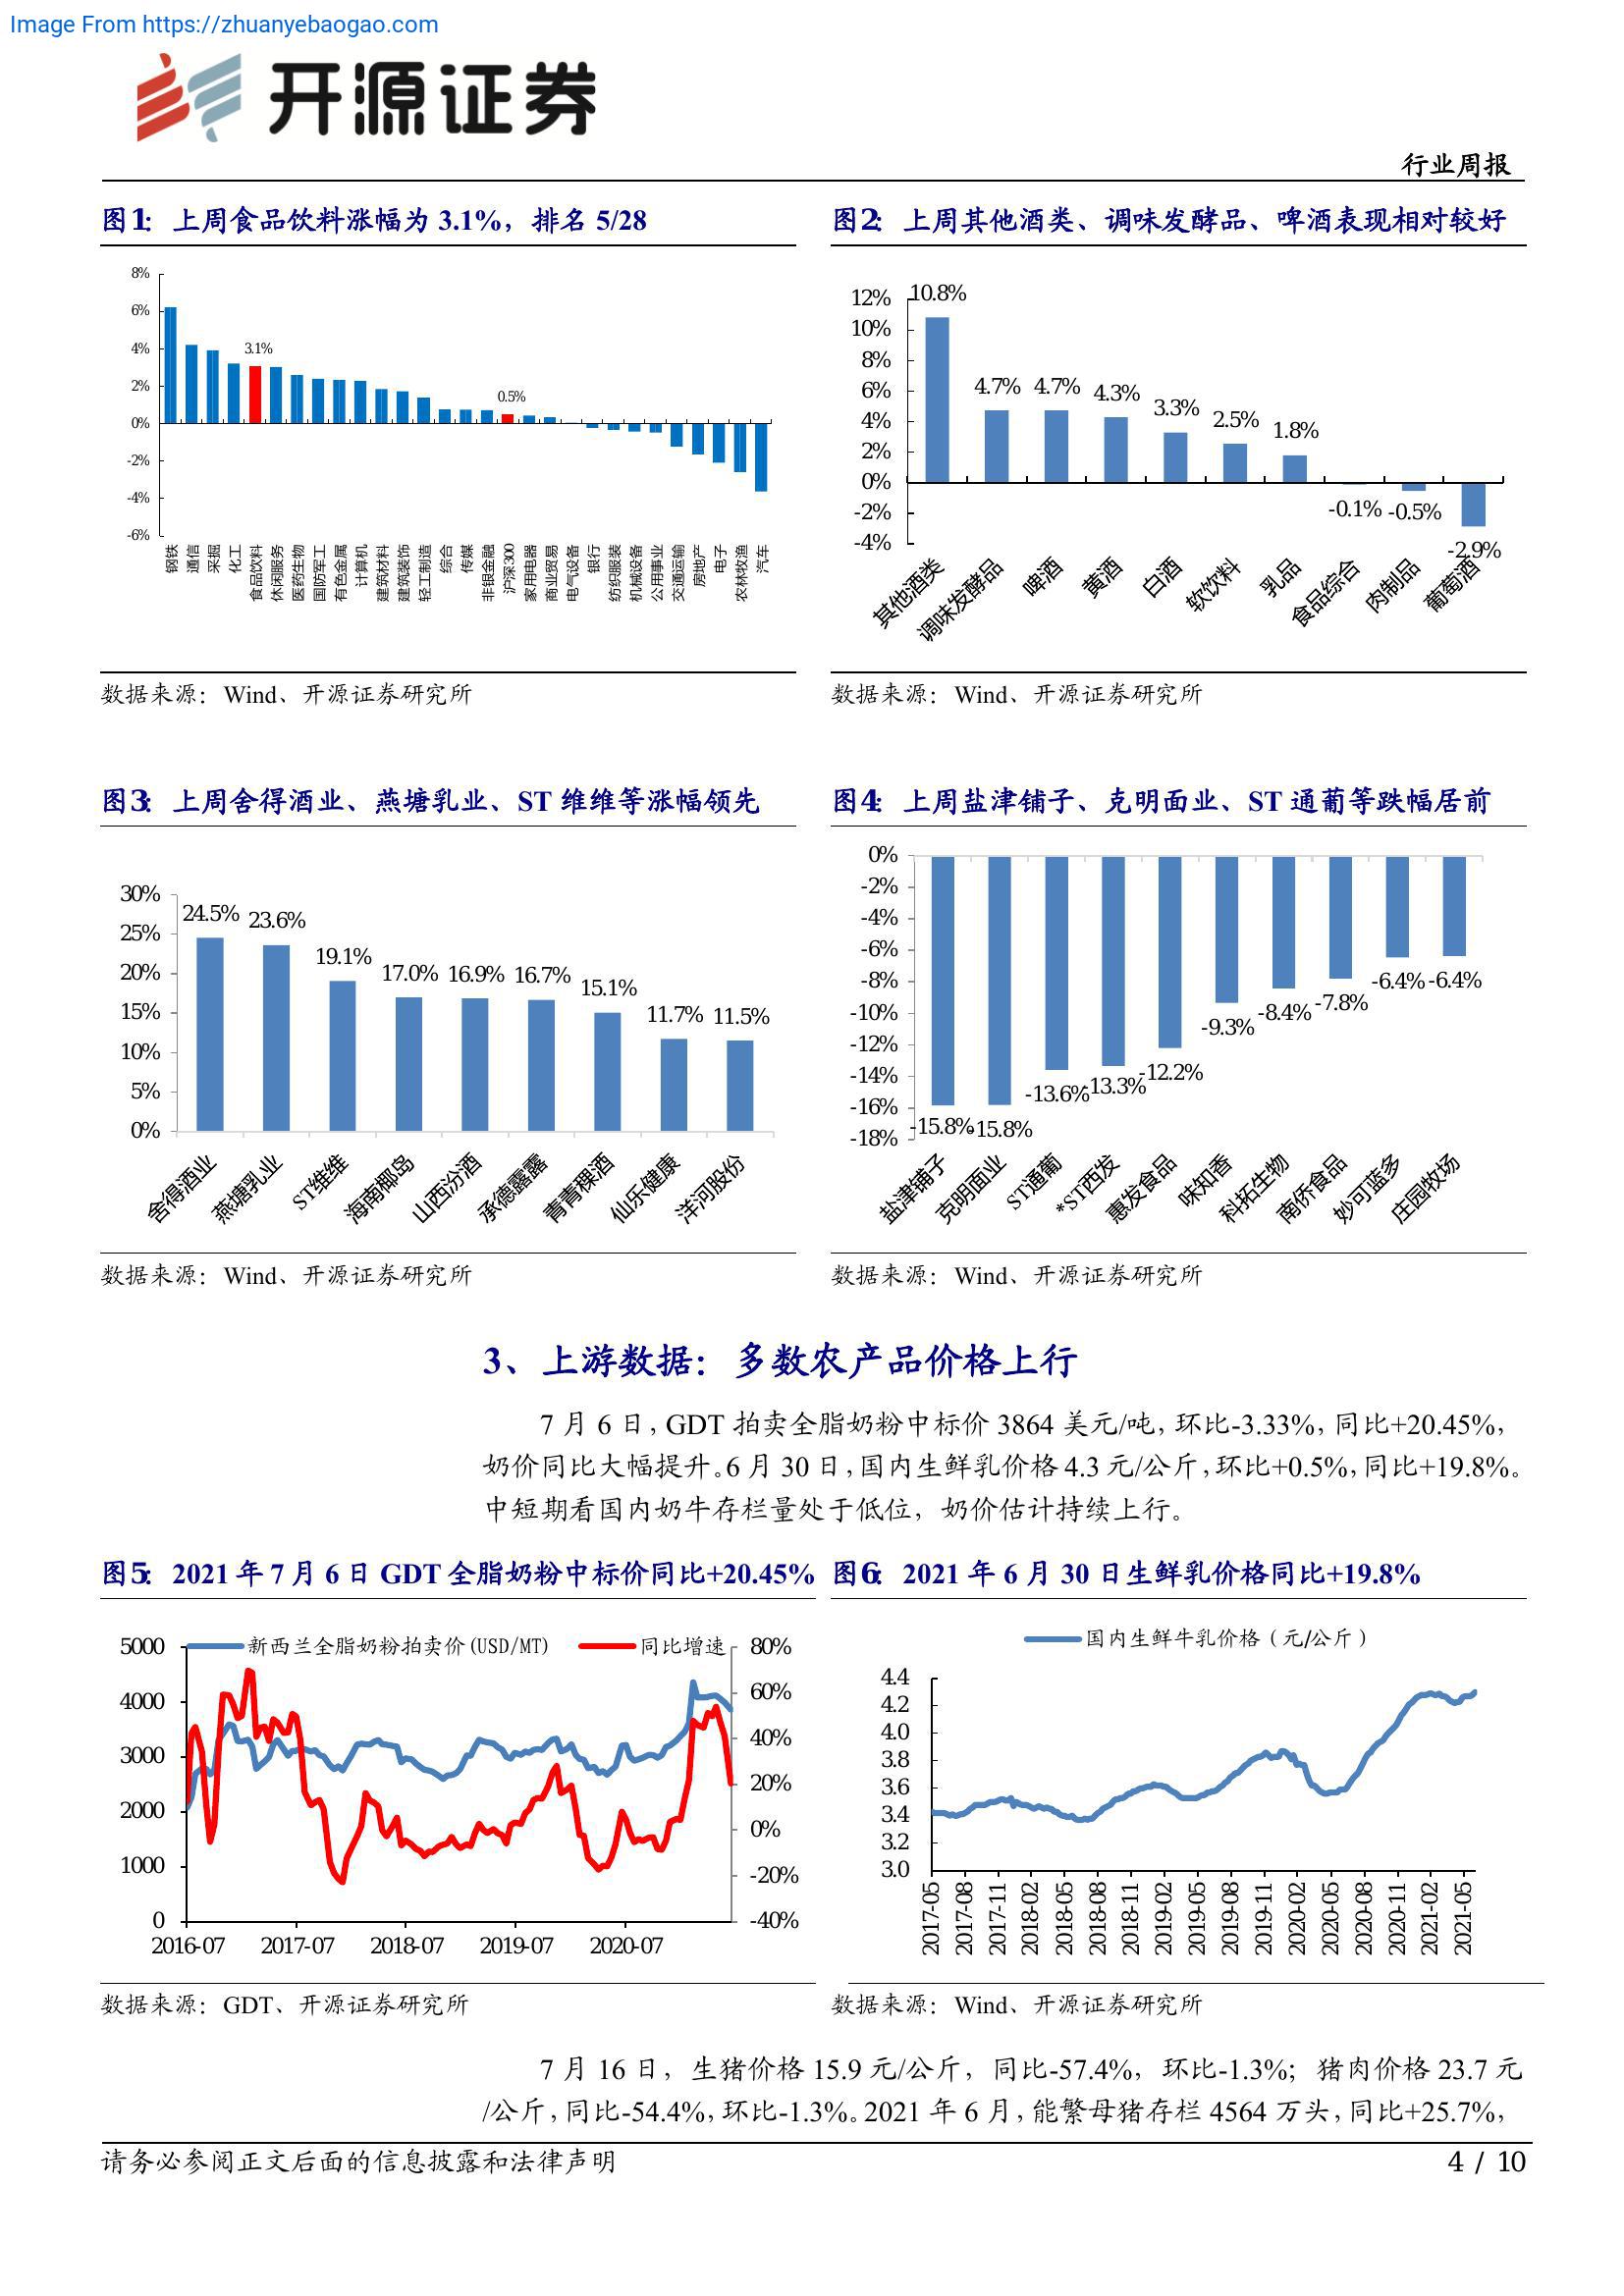 Image From https://zhuanyebaogao.com
开源证券
行业周报
图1： 上周食品饮料涨幅为 3.1%，排名 5/28
8%
6%
4%
2%
0%
-2%
-4%
-6%
3.1%
0.5%
钢铁
通信
采掘
化工
食品饮料
休闲服务
医药生物
国防军工
有色金属
计算机
建筑材料
建筑装饰
轻工制造
综合
传媒
非银金融
沪深300
家用电器
商业贸易
电气设备
银行
纺织服装
机械设备
公用事业
交通运输
房地产
电子
农林牧渔
汽车
数据来源：Wind、开源证券研究所
图2： 上周其他酒类、调味发酵品、啤酒表现相对较好
12%
10%
8%
6%
4%
2%
0%
-2%
-4%
10.8%
4.7%
4.7%
4.3%
3.3%
2.5%
1.8%
-0.1%
-0.5%
-2.9%
其他酒类
调味发酵品
啤酒
黄酒
白酒
软饮料
乳品
食品综合
肉制品
葡萄酒
数据来源：Wind、开源证券研究所
图3： 上周舍得酒业、燕塘乳业、ST 维维等涨幅领先
30%
25%
20%
15%
10%
5%
0%
24.5%
23.6%
19.1%
17.0%
16.9%
16.7%
15.1%
11.7%
11.5%
舍得酒业
燕塘乳业
ST维维
海南椰岛
山西汾酒
承德露露
青青稞酒
仙乐健康
洋河股份
数据来源：Wind、开源证券研究所
图4： 上周盐津铺子、克明面业、ST 通葡等跌幅居前
0%
-2%
-4%
-6%
-8%
-10%
-12%
-14%
-16%
-18%
-15.8%
-15.8%
-13.6%
-13.3%
-12.2%
-9.3%
-8.4%
-7.8%
-6.4%
-6.4%
盐津铺子
克明面业
ST通葡
*ST西发
惠发食品
味知香
科拓生物
南侨食品
妙可蓝多
庄园牧场
数据来源：Wind、开源证券研究所
3、上游数据：多数农产品价格上行
7 月 6 日，GDT 拍卖全脂奶粉中标价 3864 美元/吨，环比-3.33%，同比+20.45%，
奶价同比大幅提升。6 月 30 日，国内生鲜乳价格 4.3 元/公斤，环比+0.5%，同比+19.8%。
中短期看国内奶牛存栏量处于低位，奶价估计持续上行。
图5： 2021 年 7 月 6 日 GDT 全脂奶粉中标价同比+20.45%
新西兰全脂奶粉拍卖价(USD/MT)
同比增速
5000
4000
3000
2000
1000
0
80%
60%
40%
20%
0%
-20%
-40%
2016-07
2017-07
2018-07
2019-07
2020-07
数据来源：GDT、开源证券研究所
图6： 2021 年 6 月 30 日生鲜乳价格同比+19.8%
国内生鲜牛乳价格（元/公斤）
4.4
4.2
4.0
3.8
3.6
3.4
3.2
3.0
2017-05
2017-08
2017-11
2018-02
2018-05
2018-08
2018-11
2019-02
2019-05
2019-08
2019-11
2020-02
2020-05
2020-08
2020-11
2021-02
2021-05
数据来源：Wind、开源证券研究所
7 月 16 日，生猪价格 15.9 元/公斤，同比-57.4%，环比-1.3%；猪肉价格 23.7 元
/公斤，同比-54.4%，环比-1.3%。2021 年 6 月，能繁母猪存栏 4564 万头，同比+25.7%，
请务必参阅正文后面的信息披露和法律声明
4 / 10